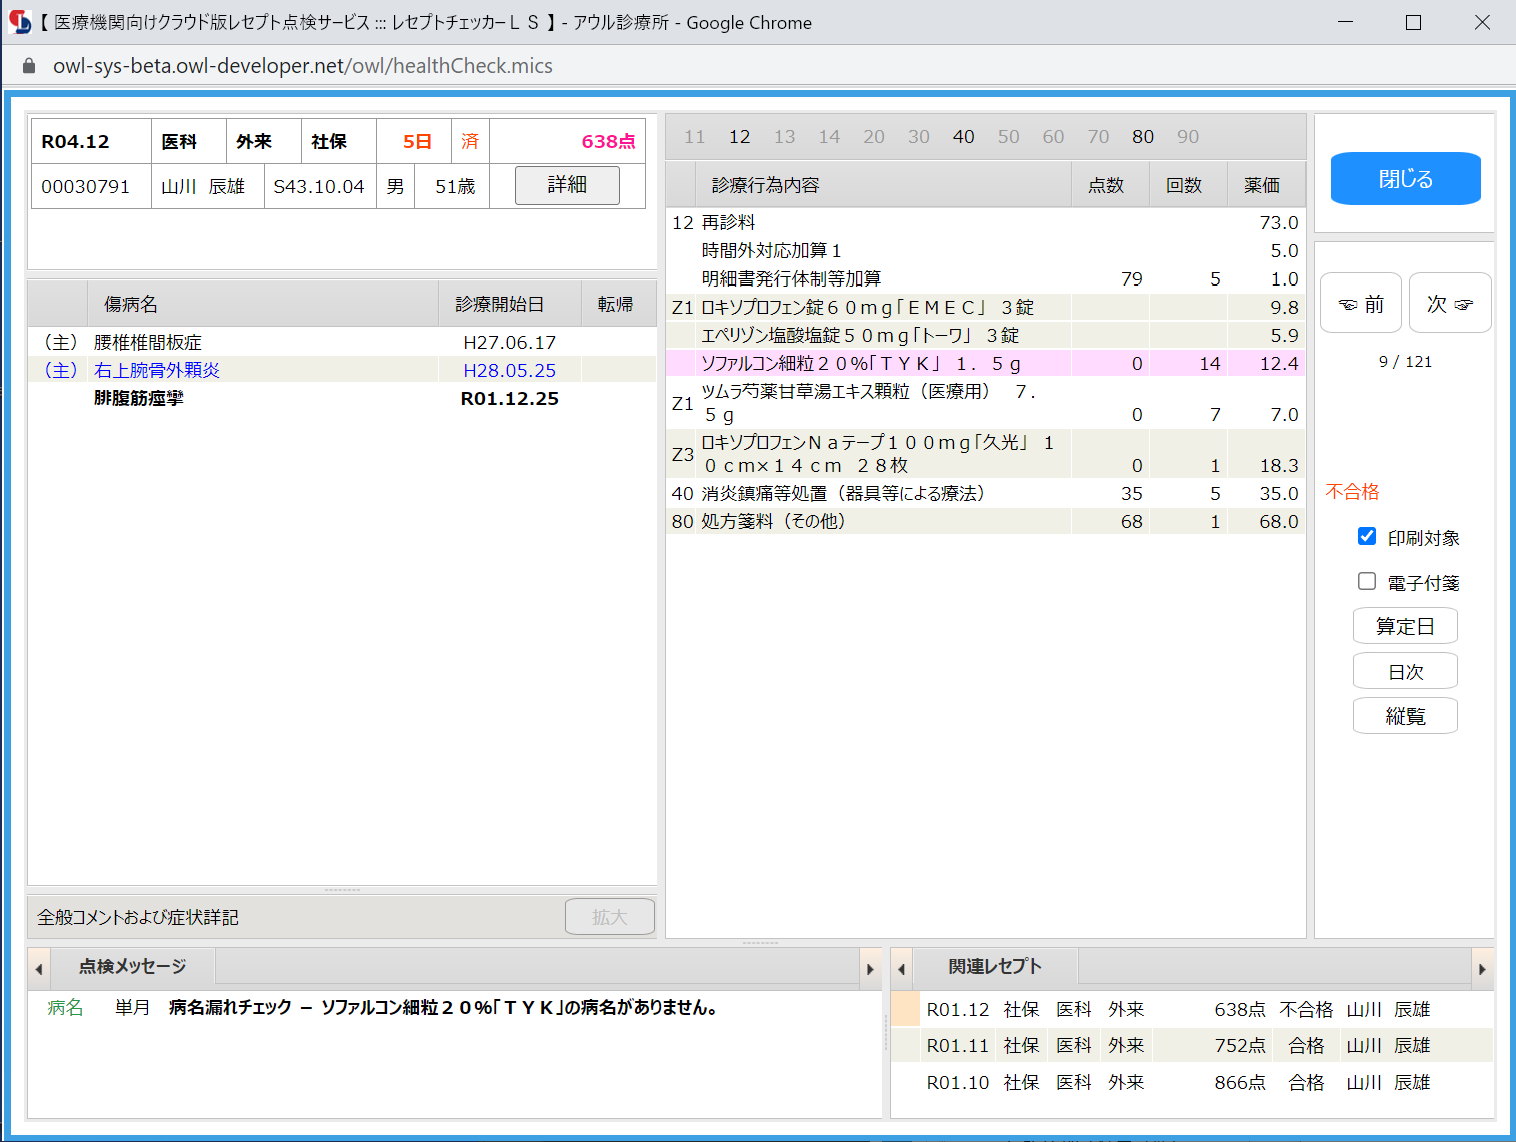 【 医療機関向けクラウド版レセプト点検サービス ::: レセプトチェッカーＬＳ 】 - アウル診療所 - Google Chrome
owl-sys-beta.owl-developer.net/owl/healthCheck.mics
R04.12 医科 外来 社保 5日 済 638点
00030791 山川 辰雄 S43.10.04 男 51歳 詳細
傷病名 診療開始日 転帰
（主） 腰椎椎間板症 H27.06.17
（主） 右上腕骨外顆炎 H28.05.25
腓腹筋痙攣 R01.12.25
全般コメントおよび症状詳記 拡大
11 12 13 14 20 30 40 50 60 70 80 90
診療行為内容 点数 回数 薬価
12 再診料 73.0
時間外対応加算１ 5.0
明細書発行体制等加算 79 5 1.0
Z1 ロキソプロフェン錠６０ｍｇ「ＥＭＥＣ」 ３錠 9.8
エペリゾン塩酸塩錠５０ｍｇ「トーワ」 ３錠 5.9
ソファルコン細粒２０％「ＴＹＫ」 １．５ｇ 0 14 12.4
Z1 ツムラ芍薬甘草湯エキス顆粒（医療用） ７．
５ｇ 0 7 7.0
Z3 ロキソプロフェンＮａテープ１００ｍｇ「久光」 １
０ｃｍ×１４ｃｍ ２８枚 0 1 18.3
40 消炎鎮痛等処置（器具等による療法） 35 5 35.0
80 処方箋料（その他） 68 1 68.0
閉じる
☜ 前 次 ☞
9 / 121
不合格
印刷対象
電子付箋
算定日
日次
縦覧
点検メッセージ
病名 単月 病名漏れチェック － ソファルコン細粒２０％「ＴＹＫ」の病名がありません。
関連レセプト
R01.12 社保 医科 外来 638点 不合格 山川 辰雄
R01.11 社保 医科 外来 752点 合格 山川 辰雄
R01.10 社保 医科 外来 866点 合格 山川 辰雄